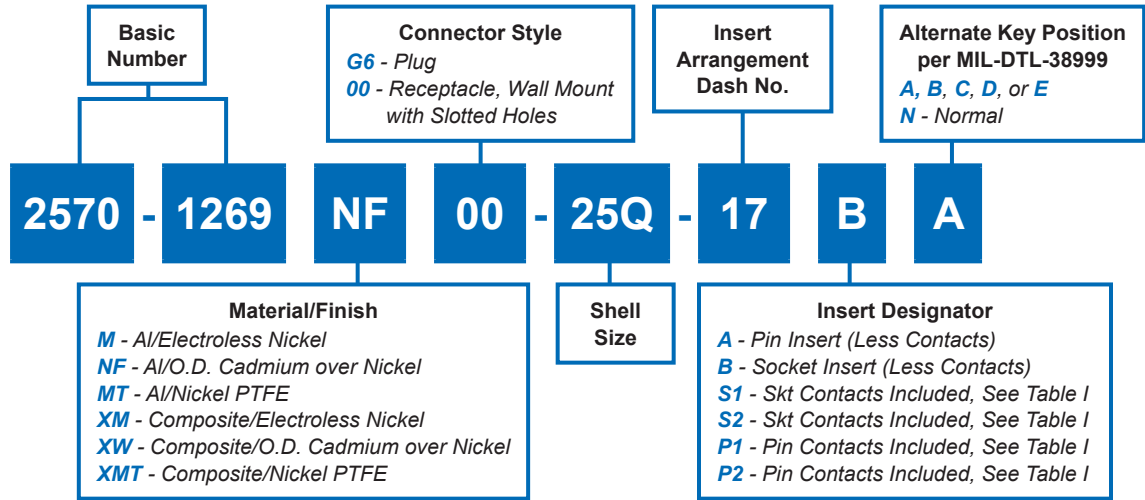 Basic
Number
Connector Style
G6 - Plug
00 - Receptacle, Wall Mount
with Slotted Holes
Insert
Arrangement
Dash No.
Alternate Key Position
per MIL-DTL-38999
A, B, C, D, or E
N - Normal
2570 - 1269 NF 00 - 25Q - 17 B A
Material/Finish
M - Al/Electroless Nickel
NF - Al/O.D. Cadmium over Nickel
MT - Al/Nickel PTFE
XM - Composite/Electroless Nickel
XW - Composite/O.D. Cadmium over Nickel
XMT - Composite/Nickel PTFE
Shell
Size
Insert Designator
A - Pin Insert (Less Contacts)
B - Socket Insert (Less Contacts)
S1 - Skt Contacts Included, See Table I
S2 - Skt Contacts Included, See Table I
P1 - Pin Contacts Included, See Table I
P2 - Pin Contacts Included, See Table I